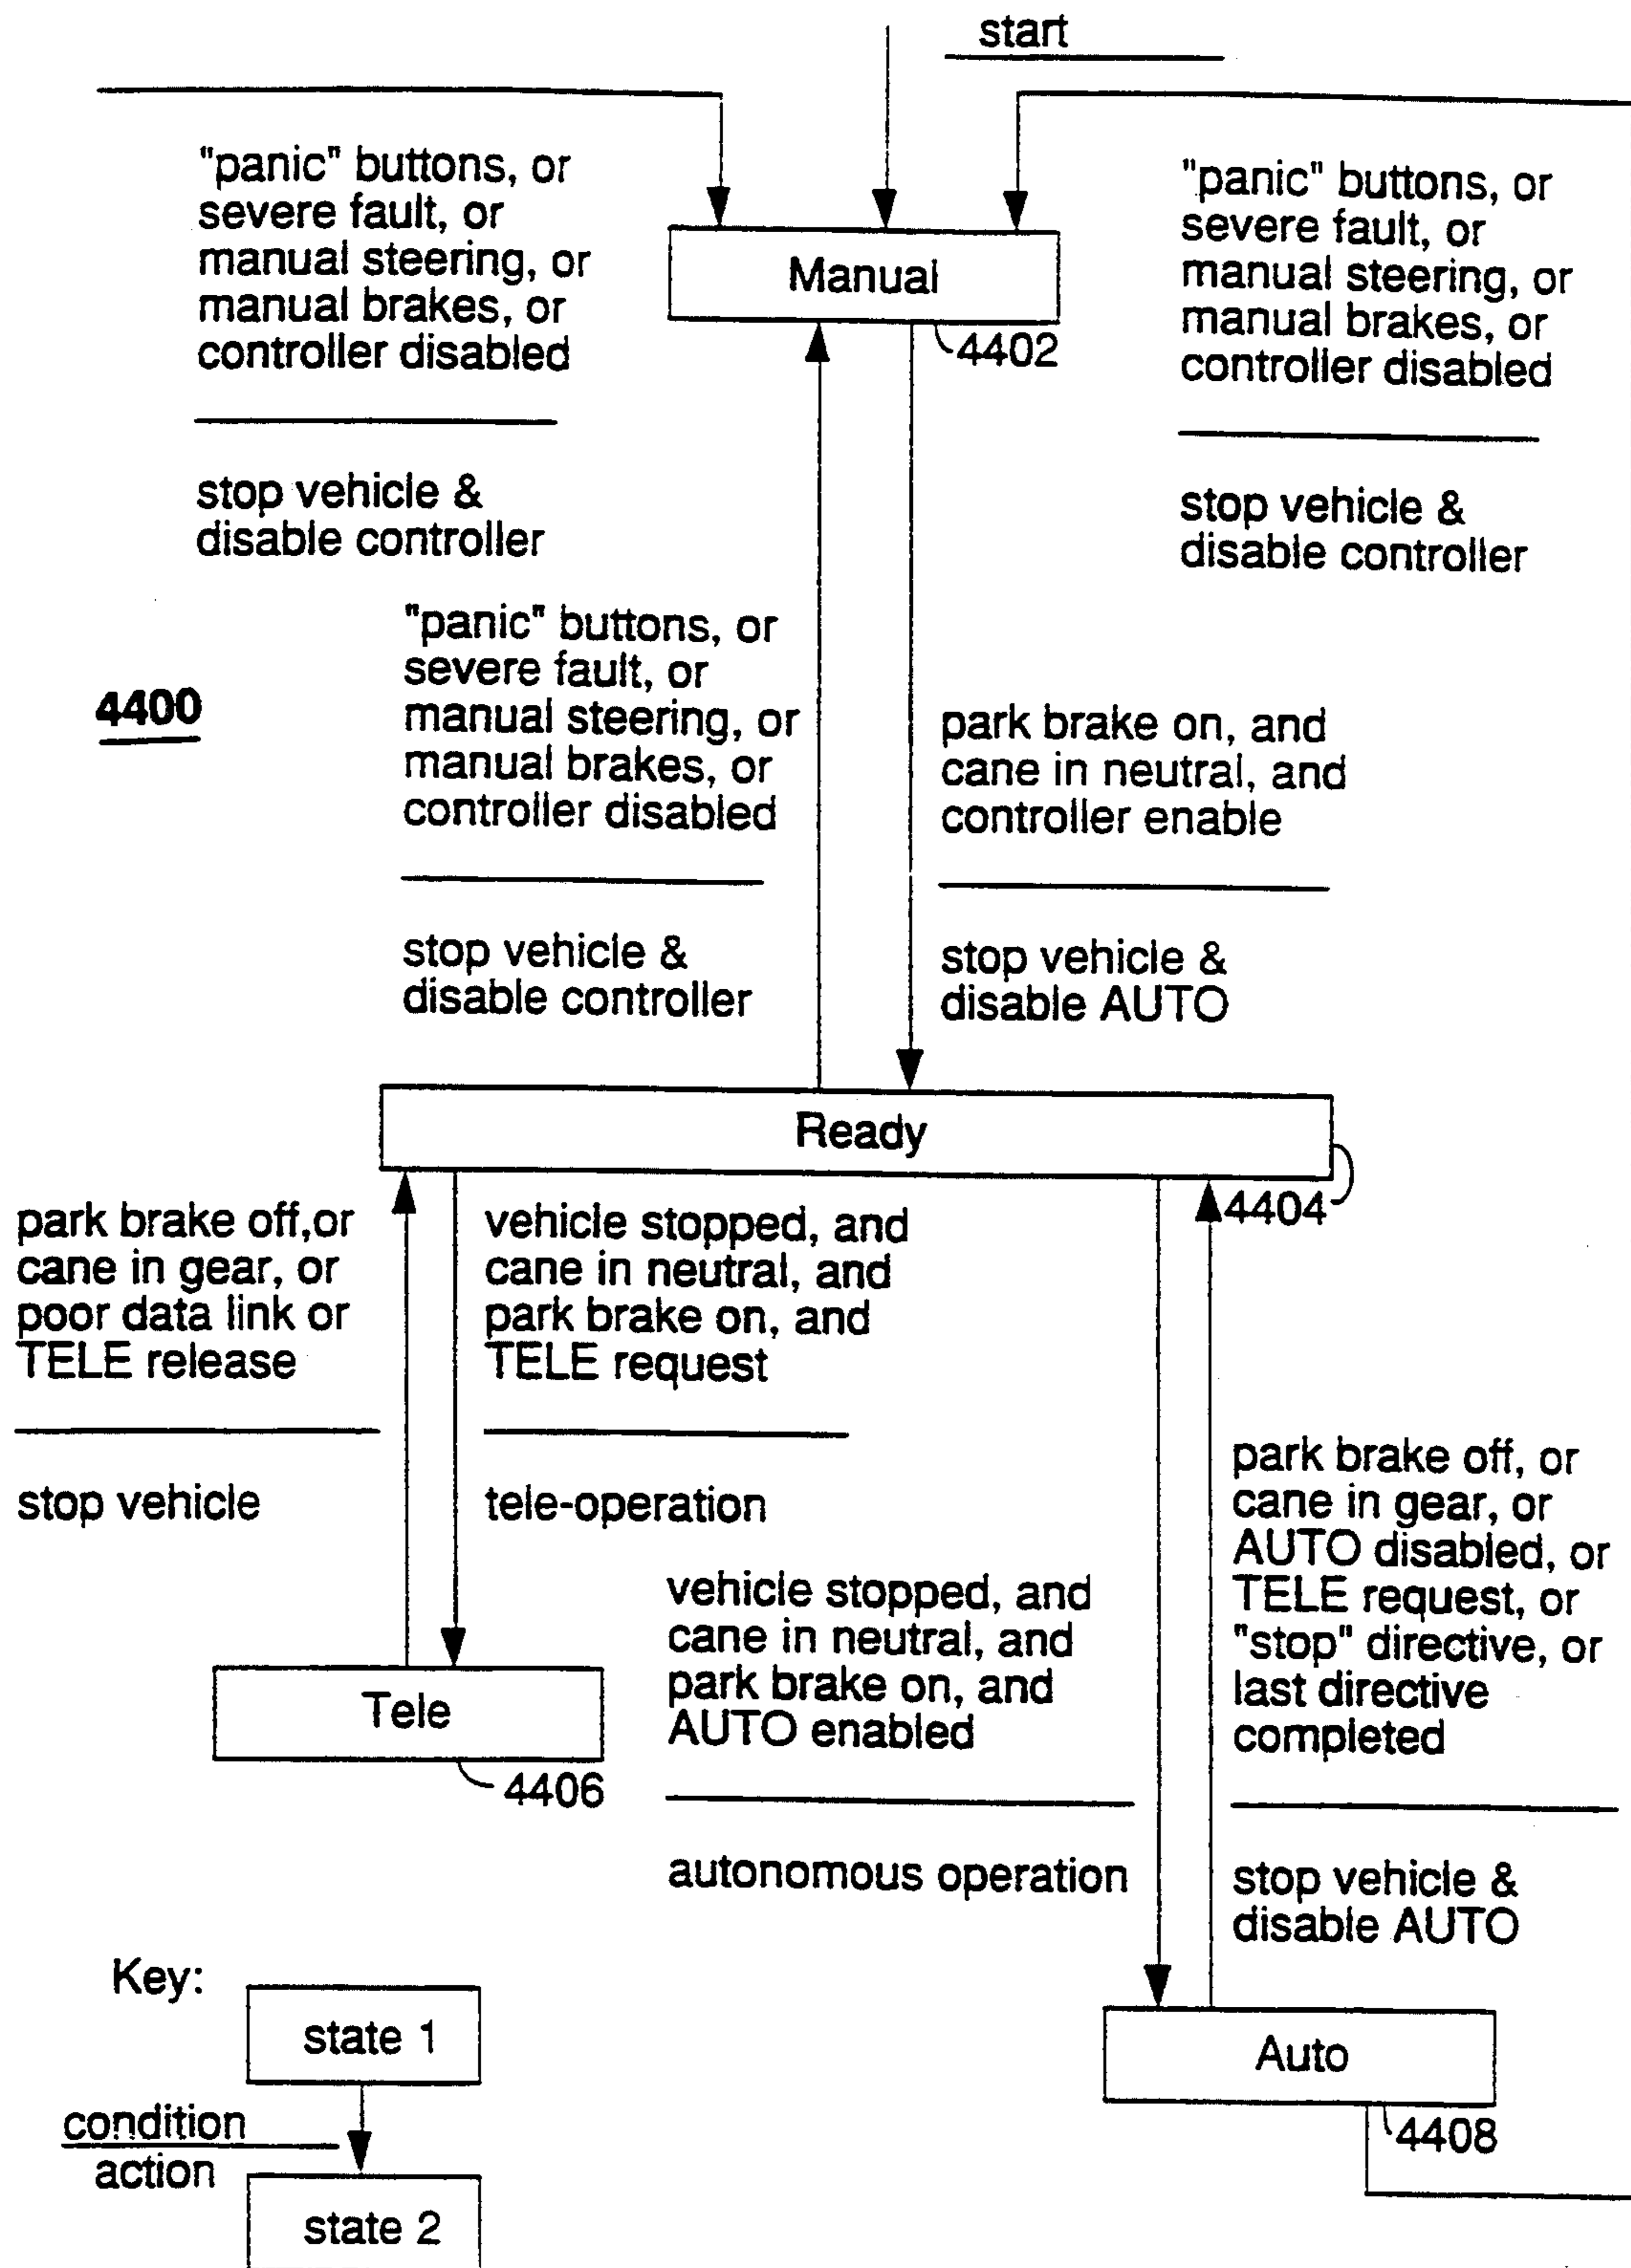 start
"panic" buttons, or
severe fault, or
manual steering, or
manual brakes, or
controller disabled
stop vehicle &
disable controller
Manual
4402
"panic" buttons, or
severe fault, or
manual steering, or
manual brakes, or
controller disabled
stop vehicle &
disable controller
4400
"panic" buttons, or
severe fault, or
manual steering, or
manual brakes, or
controller disabled
stop vehicle &
disable controller
park brake on, and
cane in neutral, and
controller enable
stop vehicle &
disable AUTO
Ready
4404
park brake off,or
cane in gear, or
poor data link or
TELE release
stop vehicle
vehicle stopped, and
cane in neutral, and
park brake on, and
TELE request
tele-operation
Tele
4406
vehicle stopped, and
cane in neutral, and
park brake on, and
AUTO enabled
autonomous operation
park brake off, or
cane in gear, or
AUTO disabled, or
TELE request, or
"stop" directive, or
last directive
completed
stop vehicle &
disable AUTO
Auto
4408
Key:
state 1
condition
action
state 2